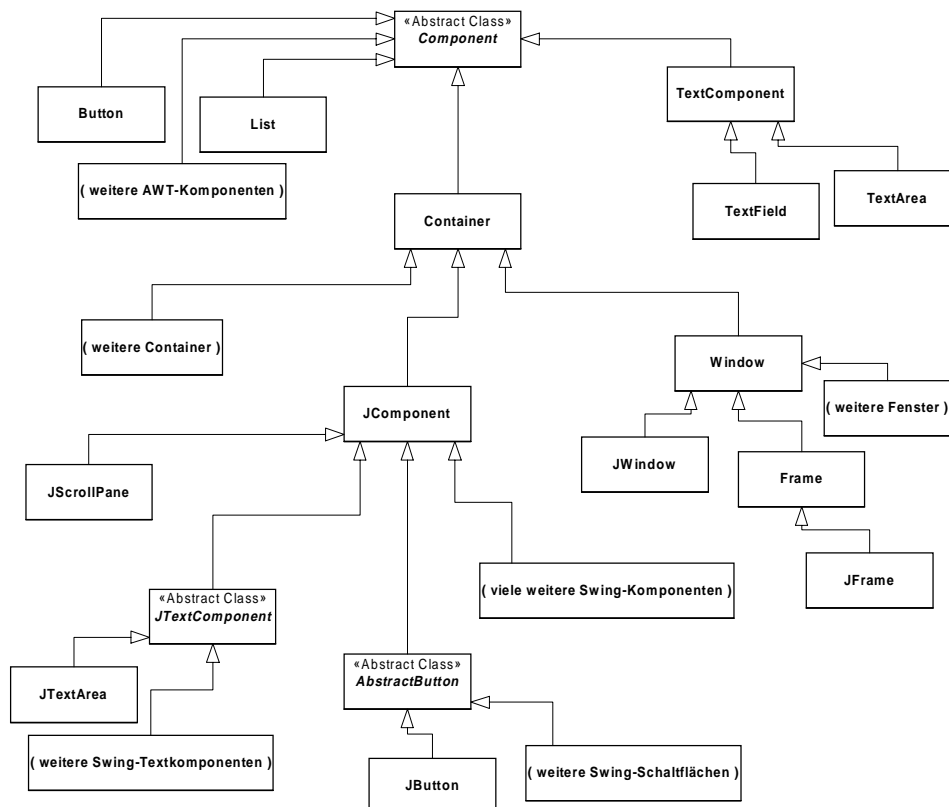 «Abstract Class»
Component
Button
List
TextComponent
( weitere AWT-Komponenten )
TextField
TextArea
Container
( weitere Container )
Window
JComponent
( weitere Fenster )
JScrollPane
JWindow
Frame
«Abstract Class»
JTextComponent
( viele weitere Swing-Komponenten )
JFrame
JTextArea
«Abstract Class»
AbstractButton
( weitere Swing-Textkomponenten )
JButton
( weitere Swing-Schaltflächen )